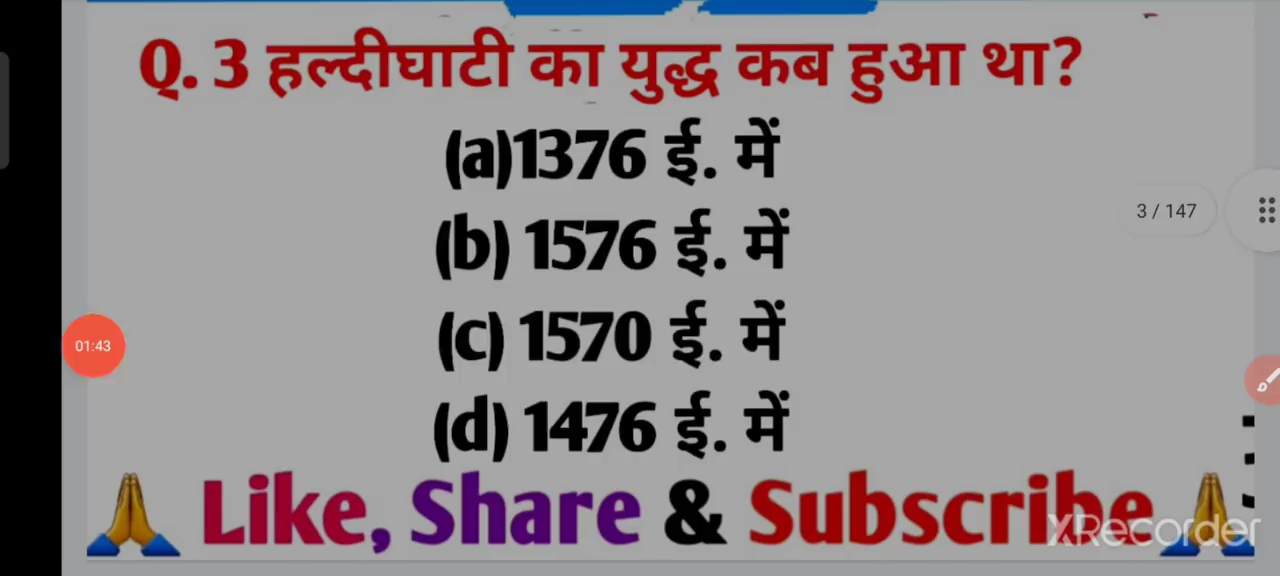 Q. 3 हल्दीघाटी का युद्ध कब हुआ था?
(a)1376 ई. में
3 / 147
(b) 1576 ई. में
(c) 1570 ई. में
01:43
(d) 1476 ई. में
🙏 Like, Share & Subscribe 🙏
XRecorder